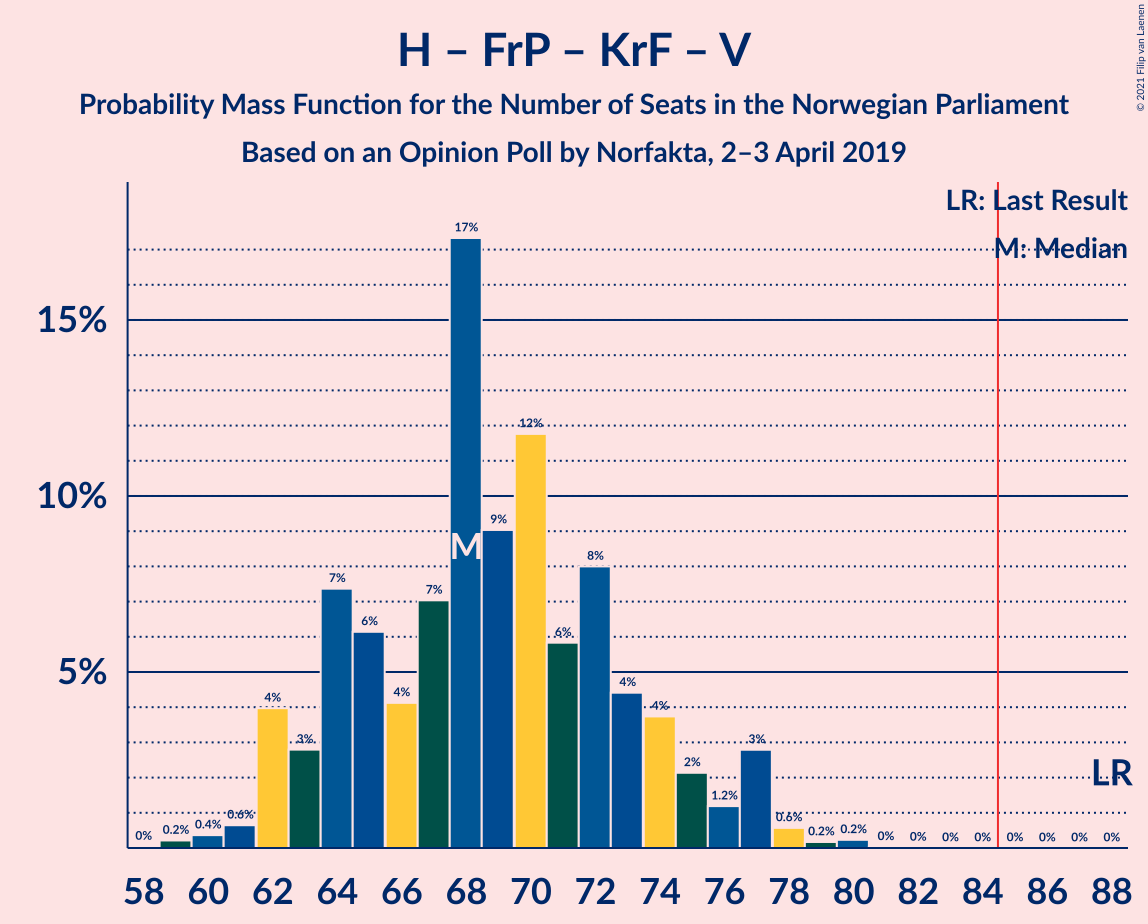 H – FrP – KrF – V
Probability Mass Function for the Number of Seats in the Norwegian Parliament
Based on an Opinion Poll by Norfakta, 2–3 April 2019
© 2021 Filip van Laenen
LR: Last Result
M: Median
15%
10%
5%
0% 0.2% 0.4% 0.6% 4% 3% 7% 6% 4% 7% 17% 9% 12% 6% 8% 4% 4% 2% 1.2% 3% 0.6% 0.2% 0.2% 0% 0% 0% 0% 0% 0% 0% 0%
M
LR
58 60 62 64 66 68 70 72 74 76 78 80 82 84 86 88